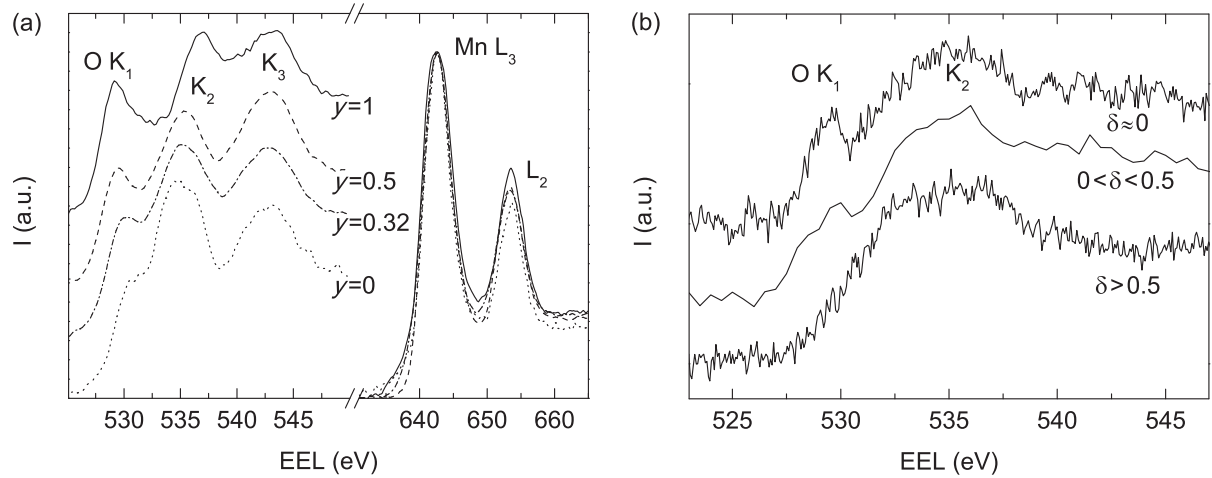 (a)
O K₁
K₂
K₃
Mn L₃
L₂
y=1
y=0.5
y=0.32
y=0
I (a.u.)
530 535 540 545 640 650 660
EEL (eV)
(b)
O K₁
K₂
δ≈0
0<δ<0.5
δ>0.5
I (a.u.)
525 530 535 540 545
EEL (eV)